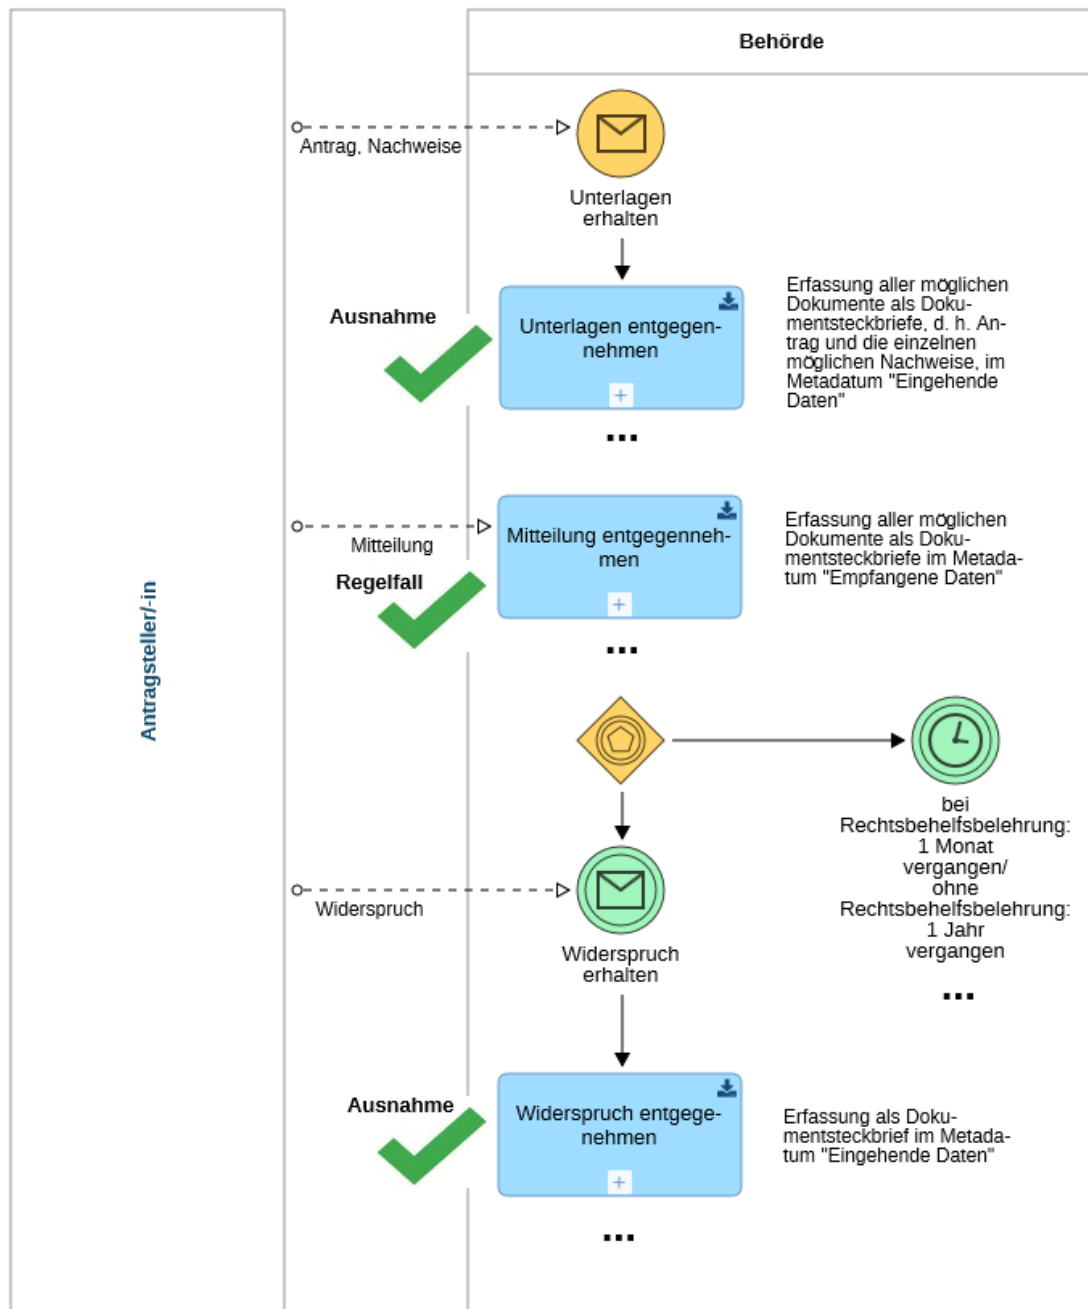 Behörde
Antrag, Nachweise
Unterlagen
erhalten
Ausnahme
Unterlagen entgegen-
nehmen
Erfassung aller möglichen
Dokumente als Doku-
mentsteckbriefe, d. h. An-
trag und die einzelnen
möglichen Nachweise, im
Metadatum "Eingehende
Daten"
...
Mitteilung
Regelfall
Mitteilung entgegenneh-
men
Erfassung aller möglichen
Dokumente als Doku-
mentsteckbriefe im Metada-
tum "Empfangene Daten"
...
Antragsteller/-in
bei
Rechtsbehelfsbelehrung:
1 Monat
vergangen/
ohne
Rechtsbehelfsbelehrung:
1 Jahr
vergangen
...
Widerspruch
Widerspruch
erhalten
Ausnahme
Widerspruch entgege-
nehmen
Erfassung als Doku-
mentsteckbrief im Metada-
tum "Eingehende Daten"
...